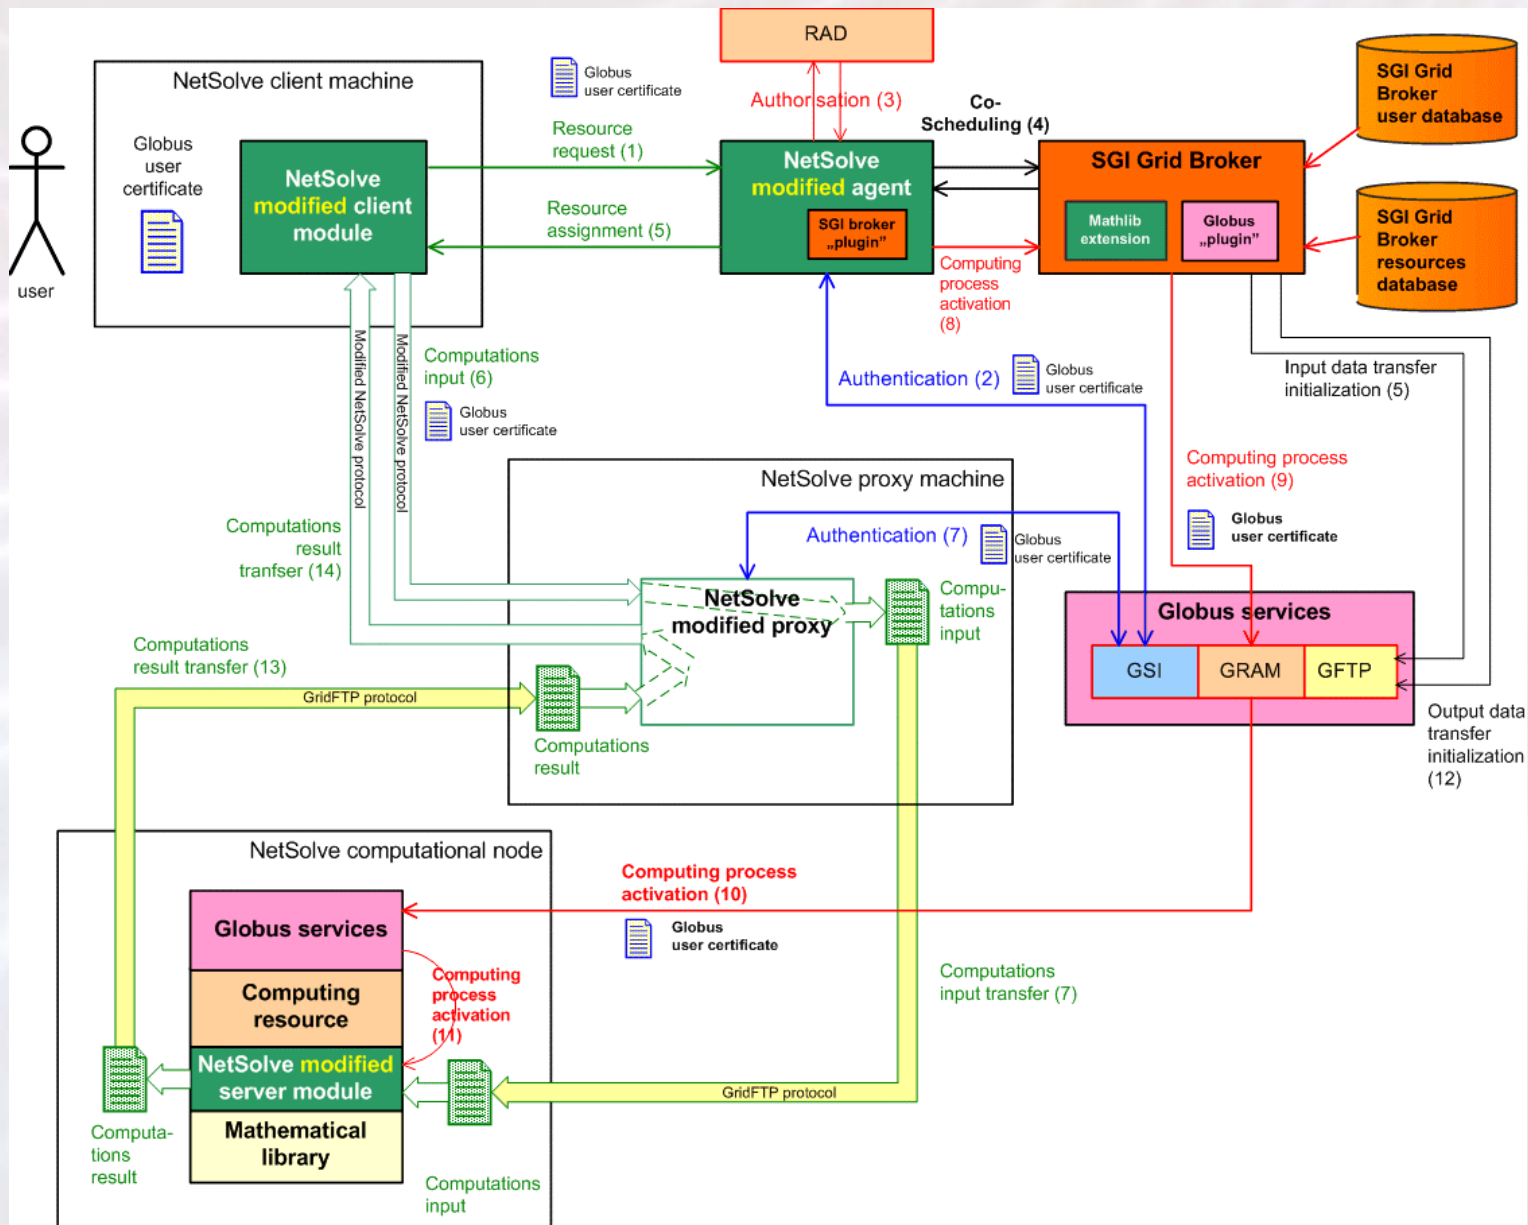 RAD
NetSolve client machine
Globus
user certificate
Authorisation (3)
Co-
Scheduling (4)
SGI Grid
Broker
user database
Globus
user
certificate
NetSolve
modified client
module
Resource
request (1)
Resource
assignment (5)
NetSolve
modified agent
SGI broker
„plugin”
SGI Grid Broker
Mathlib
extension
Globus
„plugin”
SGI Grid
Broker
resources
database
user
Computing
process
activation
(8)
Modified NetSolve protocol
Modified NetSolve protocol
Computations
input (6)
Globus
user certificate
Authentication (2)
Globus
user certificate
Input data transfer
initialization (5)
Computing process
activation (9)
Globus
user certificate
NetSolve proxy machine
Authentication (7)
Globus
user certificate
Computations
result
tranfser (14)
NetSolve
modified proxy
Compu-
tations
input
Globus services
GSI
GRAM
GFTP
Computations
result transfer (13)
GridFTP protocol
Computations
result
Output data
transfer
initialization
(12)
NetSolve computational node
Computing process
activation (10)
Globus
user certificate
Globus services
Computing
resource
Computing
process
activation
(11)
Computations
input transfer (7)
NetSolve modified
server module
GridFTP protocol
Mathematical
library
Computa-
tions
result
Computations
input